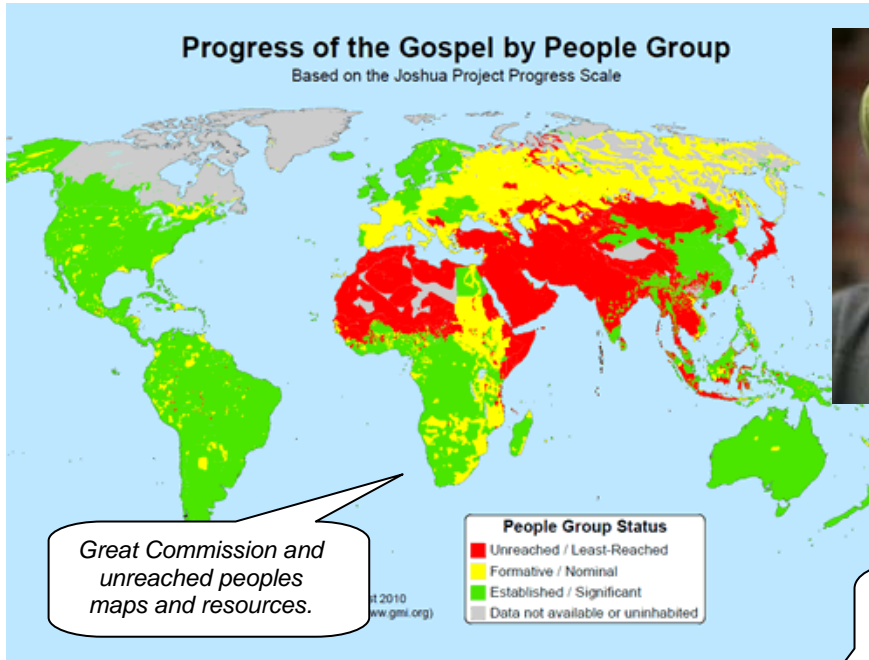 Progress of the Gospel by People Group
Based on the Joshua Project Progress Scale
Great Commission and
unreached peoples
maps and resources.
2010
ww.gmi.org)
People Group Status
Unreached / Least-Reached
Formative / Nominal
Established / Significant
Data not available or uninhabited